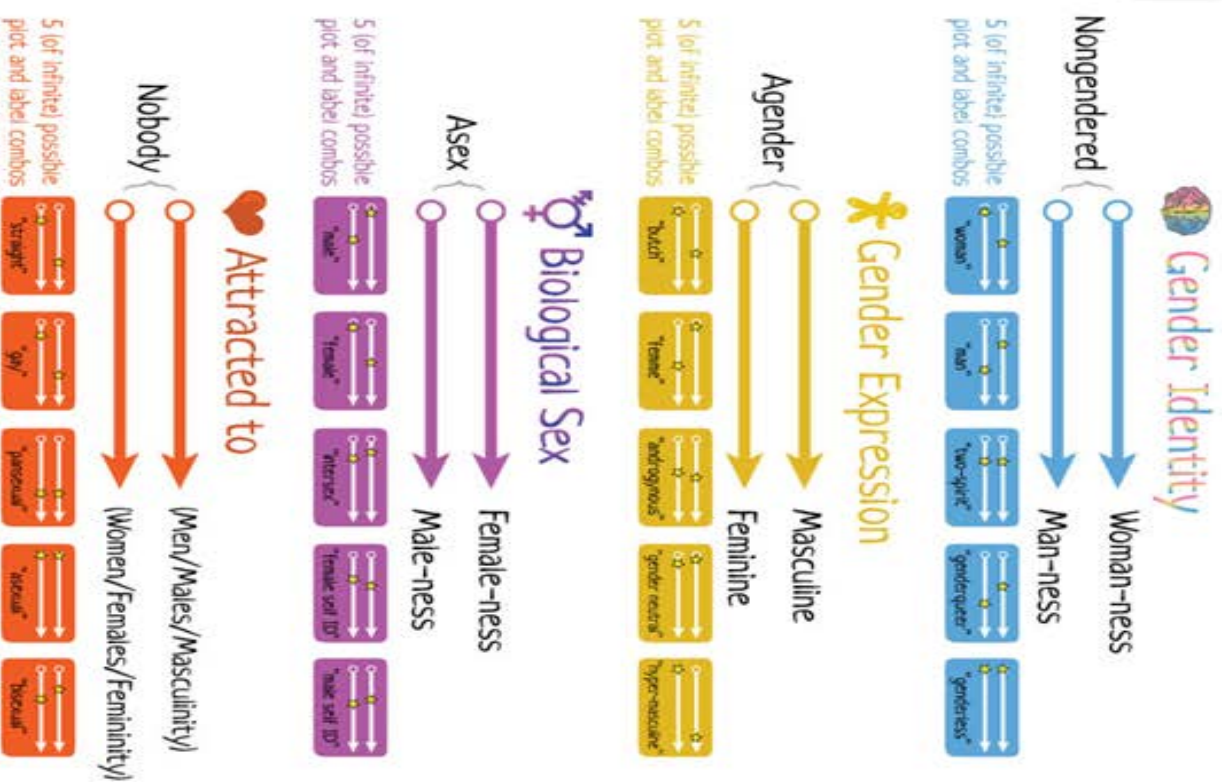 Gender Identity
Nongendered
Woman-ness
Man-ness
5 (of infinite) possible
plot and label combos
"woman"
"man"
"two-spirit"
"genderqueer"
"genderless"
Gender Expression
Agender
Masculine
Feminine
5 (of infinite) possible
plot and label combos
"butch"
"femme"
"androgynous"
"gender neutral"
"hyper-masculine"
Biological Sex
Asex
Female-ness
Male-ness
5 (of infinite) possible
plot and label combos
"male"
"female"
"intersex"
"female self ID"
"male self ID"
Attracted to
Nobody
(Men/Males/Masculinity)
(Women/Females/Femininity)
5 (of infinite) possible
plot and label combos
"straight"
"gay"
"pansexual"
"asexual"
"bisexual"